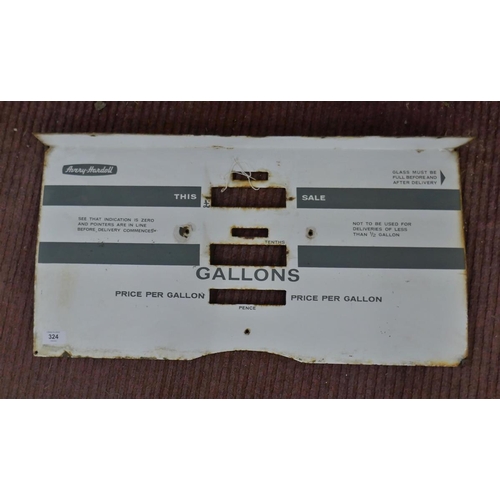 Avery-Hardoll
GLASS MUST BE
FULL BEFORE AND
AFTER DELIVERY
THIS SALE
SEE THAT INDICATION IS ZERO
AND POINTERS ARE IN LINE
BEFORE DELIVERY COMMENCES
NOT TO BE USED FOR
DELIVERIES OF LESS
THAN ½ GALLON
TENTHS
GALLONS
PRICE PER GALLON PRICE PER GALLON
PENCE
324